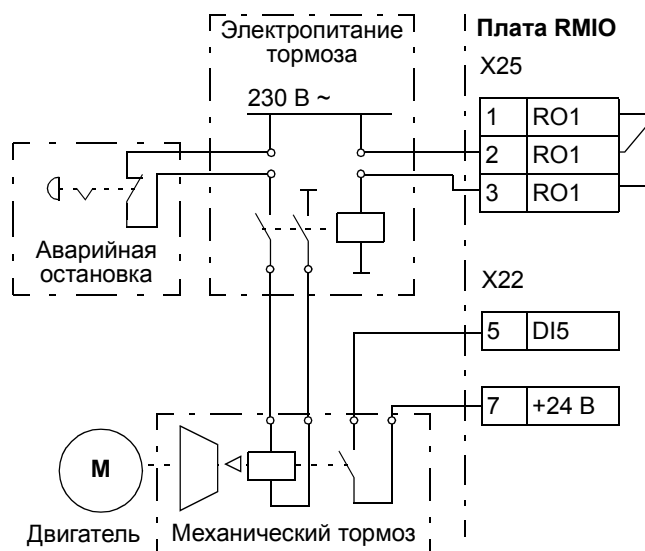 Электропитание
тормоза
230 В ~
Плата RMIO
X25
1 RO1
2 RO1
3 RO1
Аварийная
остановка
X22
5 DI5
7 +24 В
M
Двигатель
Механический тормоз